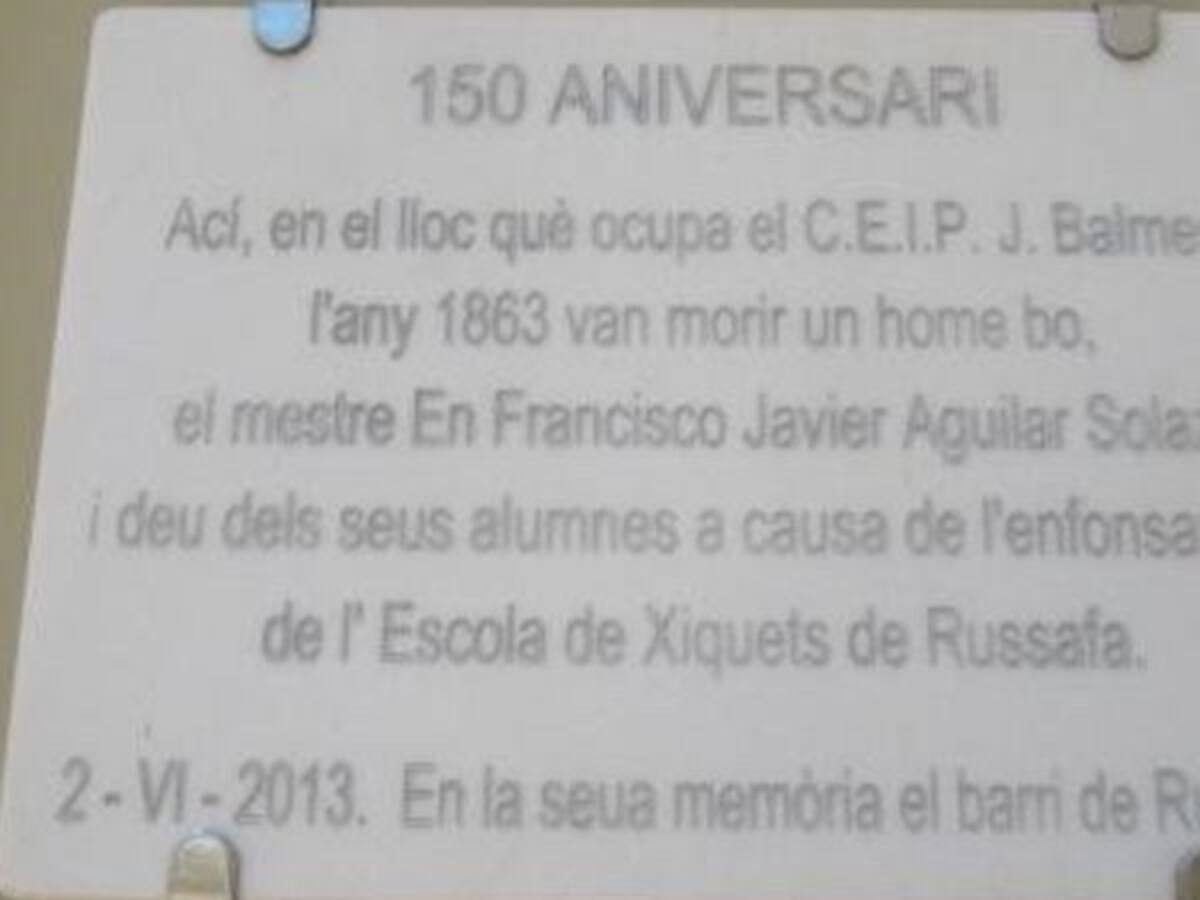 150 ANIVERSARI
Ací, en el lloc què ocupa el C.E.I.P. J. Balme
l'any 1863 van morir un home bo,
el mestre En Francisco Javier Aguilar Sola
i deu dels seus alumnes a causa de l'enfonsa
de l' Escola de Xiquets de Russafa.
2 - VI - 2013. En la seua memòria el barri de R